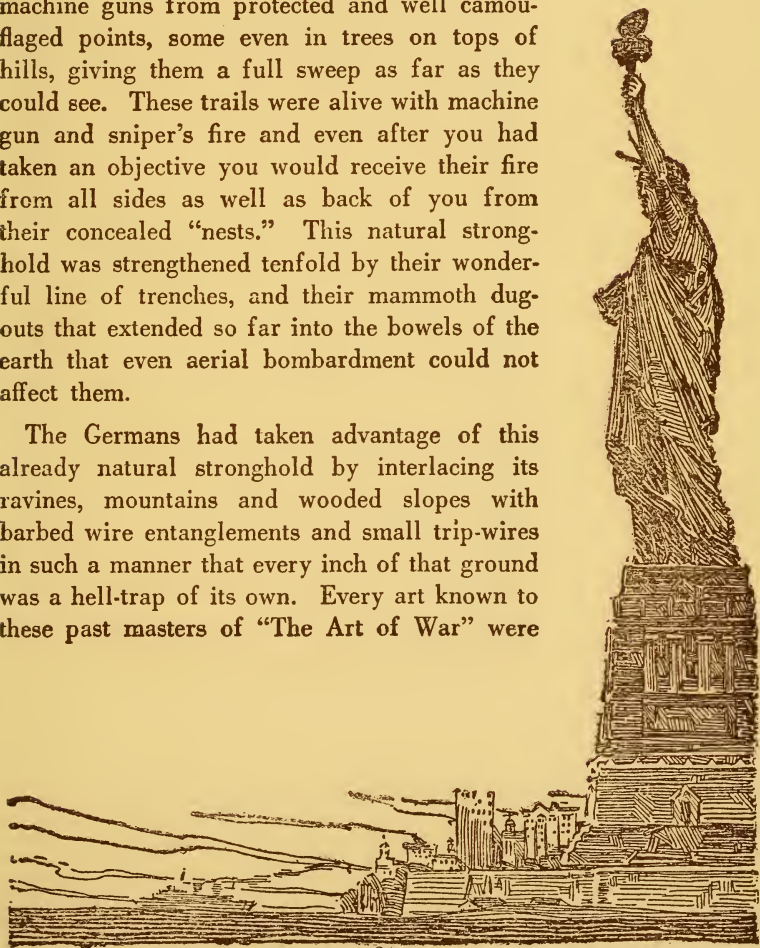 machine guns from protected and well camou-
flaged points, some even in trees on tops of
hills, giving them a full sweep as far as they
could see. These trails were alive with machine
gun and sniper's fire and even after you had
taken an objective you would receive their fire
from all sides as well as back of you from
their concealed “nests.” This natural strong-
hold was strengthened tenfold by their wonder-
ful line of trenches, and their mammoth dug-
outs that extended so far into the bowels of the
earth that even aerial bombardment could not
affect them.
The Germans had taken advantage of this
already natural stronghold by interlacing its
ravines, mountains and wooded slopes with
barbed wire entanglements and small trip-wires
in such a manner that every inch of that ground
was a hell-trap of its own. Every art known to
these past masters of “The Art of War” were